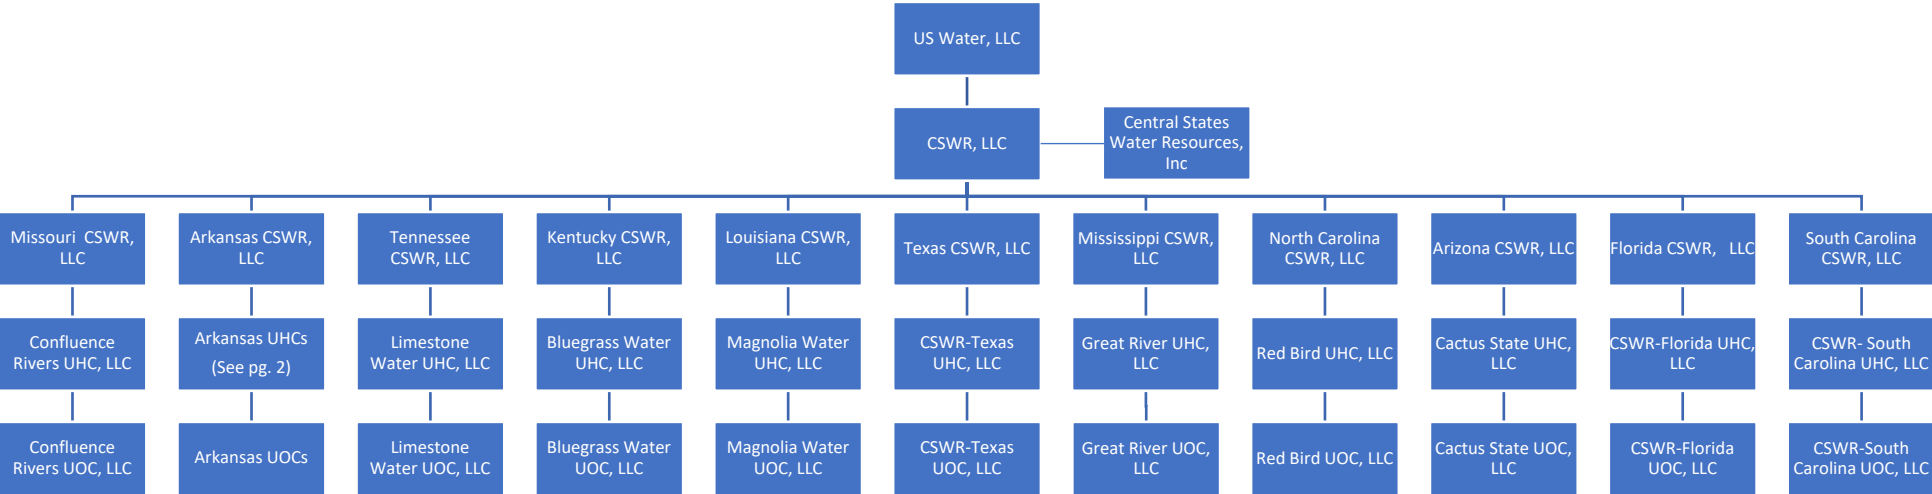 US Water, LLC
CSWR, LLC
Central States
Water Resources,
Inc
Missouri  CSWR,
LLC
Arkansas CSWR,
LLC
Tennessee
CSWR, LLC
Kentucky CSWR,
LLC
Louisiana CSWR,
LLC
Texas CSWR, LLC
Mississippi CSWR,
LLC
North Carolina
CSWR, LLC
Arizona CSWR, LLC
Florida CSWR,   LLC
South Carolina
CSWR, LLC
Confluence
Rivers UHC, LLC
Arkansas UHCs
(See pg. 2)
Limestone
Water UHC, LLC
Bluegrass Water
UHC, LLC
Magnolia Water
UHC, LLC
CSWR-Texas
UHC, LLC
Great River UHC,
LLC
Red Bird UHC, LLC
Cactus State UHC,
LLC
CSWR-Florida UHC,
LLC
CSWR- South
Carolina UHC, LLC
Confluence
Rivers UOC, LLC
Arkansas UOCs
Limestone
Water UOC, LLC
Bluegrass Water
UOC, LLC
Magnolia Water
UOC, LLC
CSWR-Texas
UOC, LLC
Great River UOC,
LLC
Red Bird UOC, LLC
Cactus State UOC,
LLC
CSWR-Florida
UOC, LLC
CSWR-South
Carolina UOC, LLC